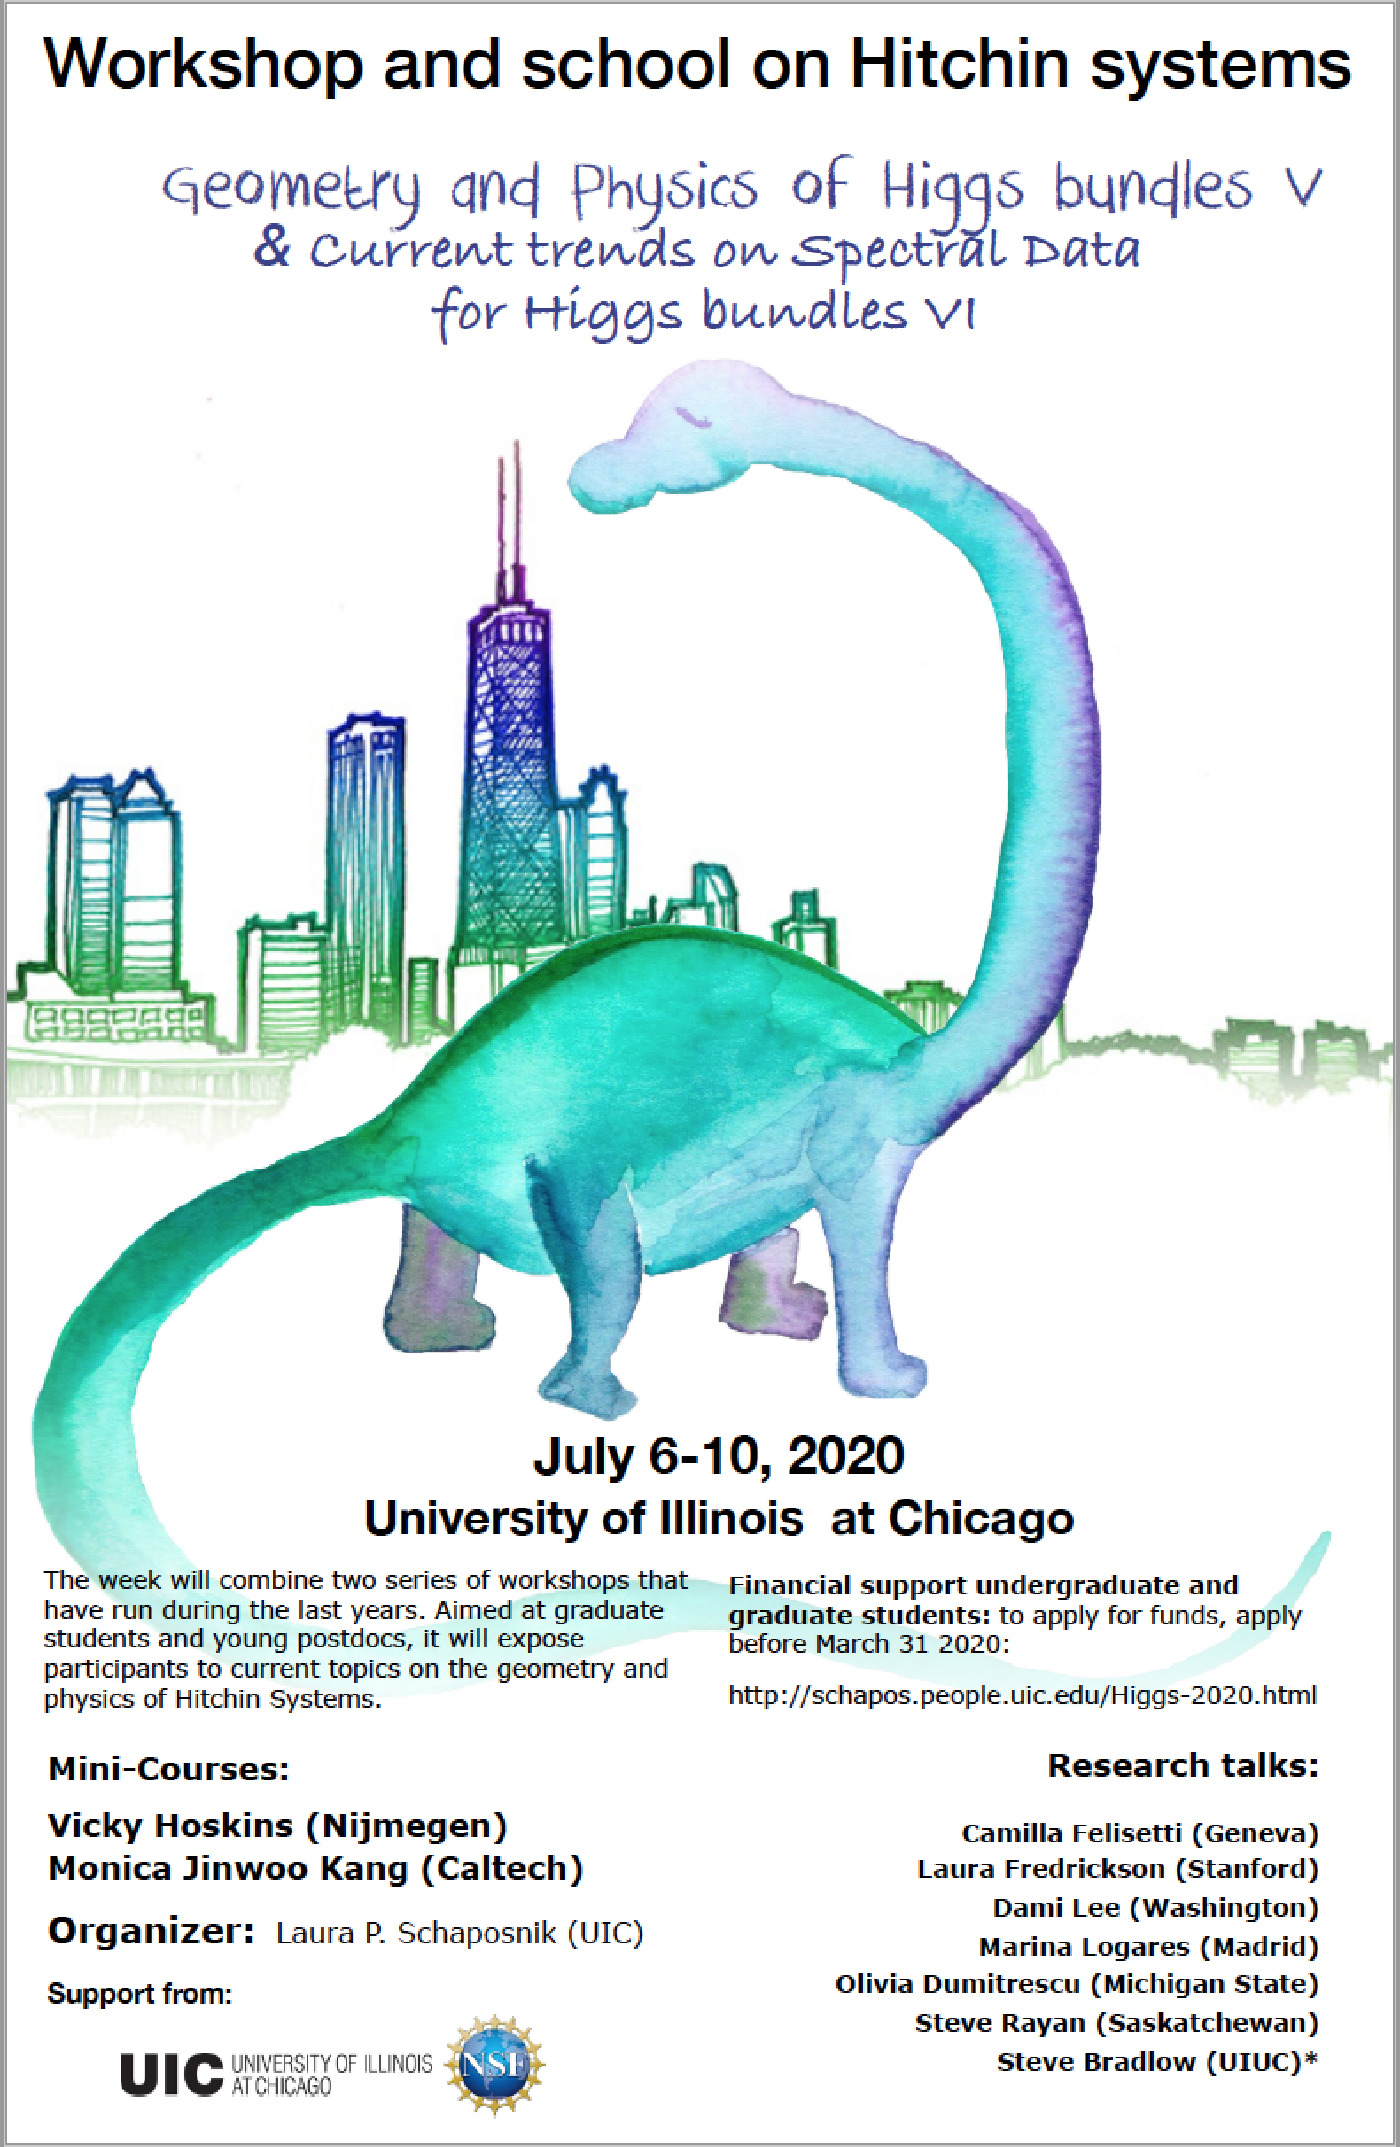 Workshop and school on Hitchin systems
Geometry and Physics of Higgs bundles V
& Current trends on Spectral Data
for Higgs bundles VI
July 6-10, 2020
University of Illinois at Chicago
The week will combine two series of workshops that
have run during the last years. Aimed at graduate
students and young postdocs, it will expose
participants to current topics on the geometry and
physics of Hitchin Systems.
Financial support undergraduate and
graduate students: to apply for funds, apply
before March 31 2020:
http://schapos.people.uic.edu/Higgs-2020.html
Mini-Courses:
Vicky Hoskins (Nijmegen)
Monica Jinwoo Kang (Caltech)
Organizer: Laura P. Schaposnik (UIC)
Support from:
UIC UNIVERSITY OF ILLINOIS
AT CHICAGO
NSF
Research talks:
Camilla Felisetti (Geneva)
Laura Fredrickson (Stanford)
Dami Lee (Washington)
Marina Logares (Madrid)
Olivia Dumitrescu (Michigan State)
Steve Rayan (Saskatchewan)
Steve Bradlow (UIUC)*